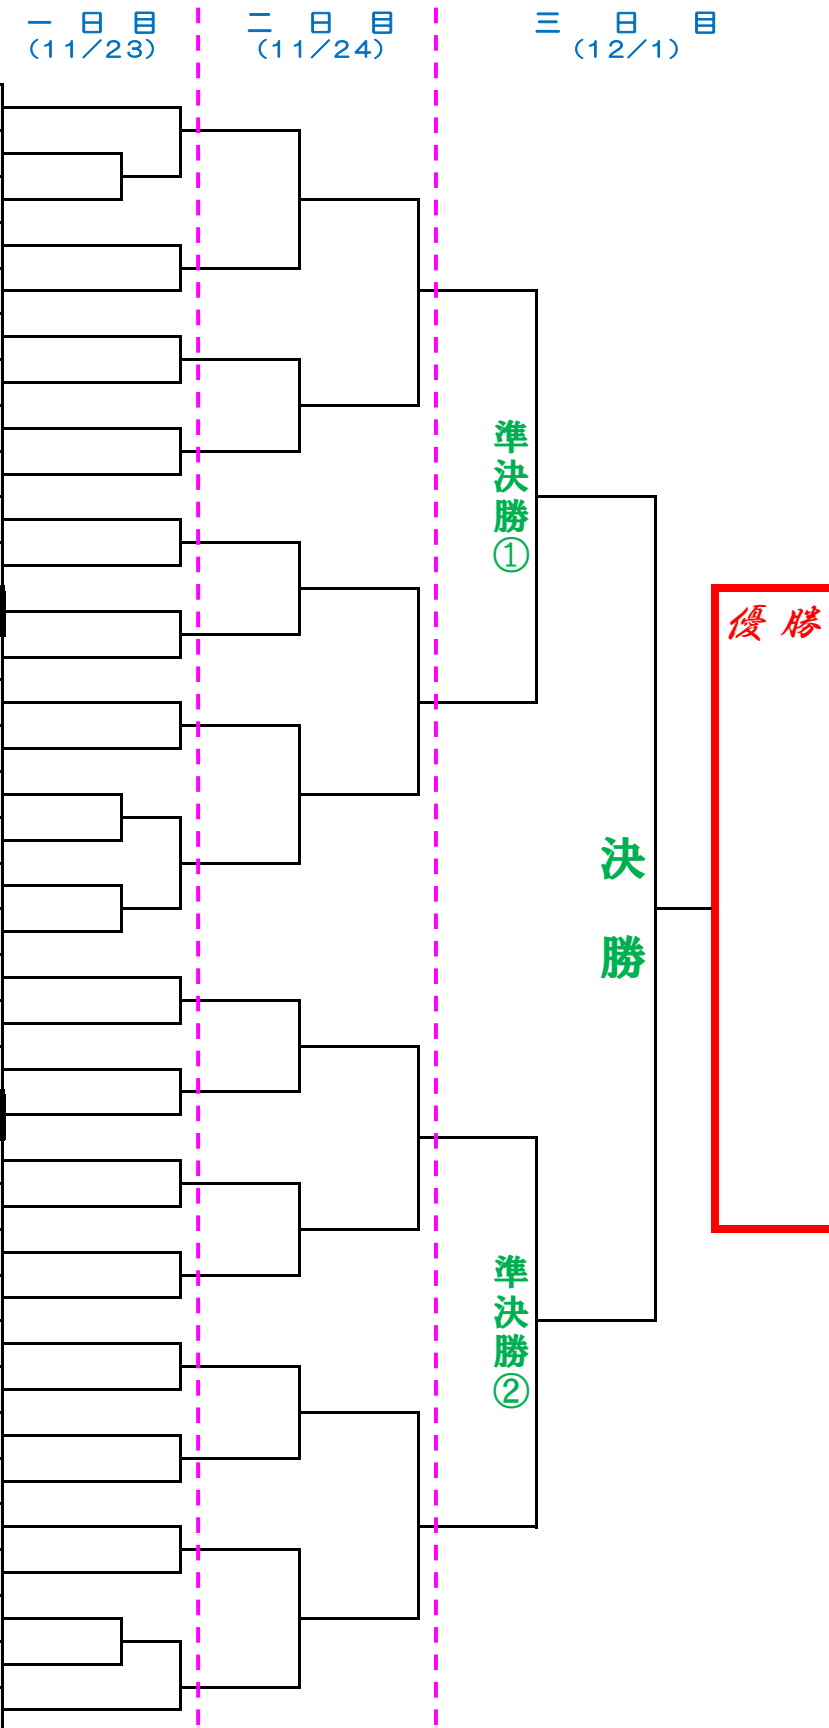 一日目
(11/23)
二日目
(11/24)
三日目
(12/1)
準決勝①
優勝
決勝
準決勝②